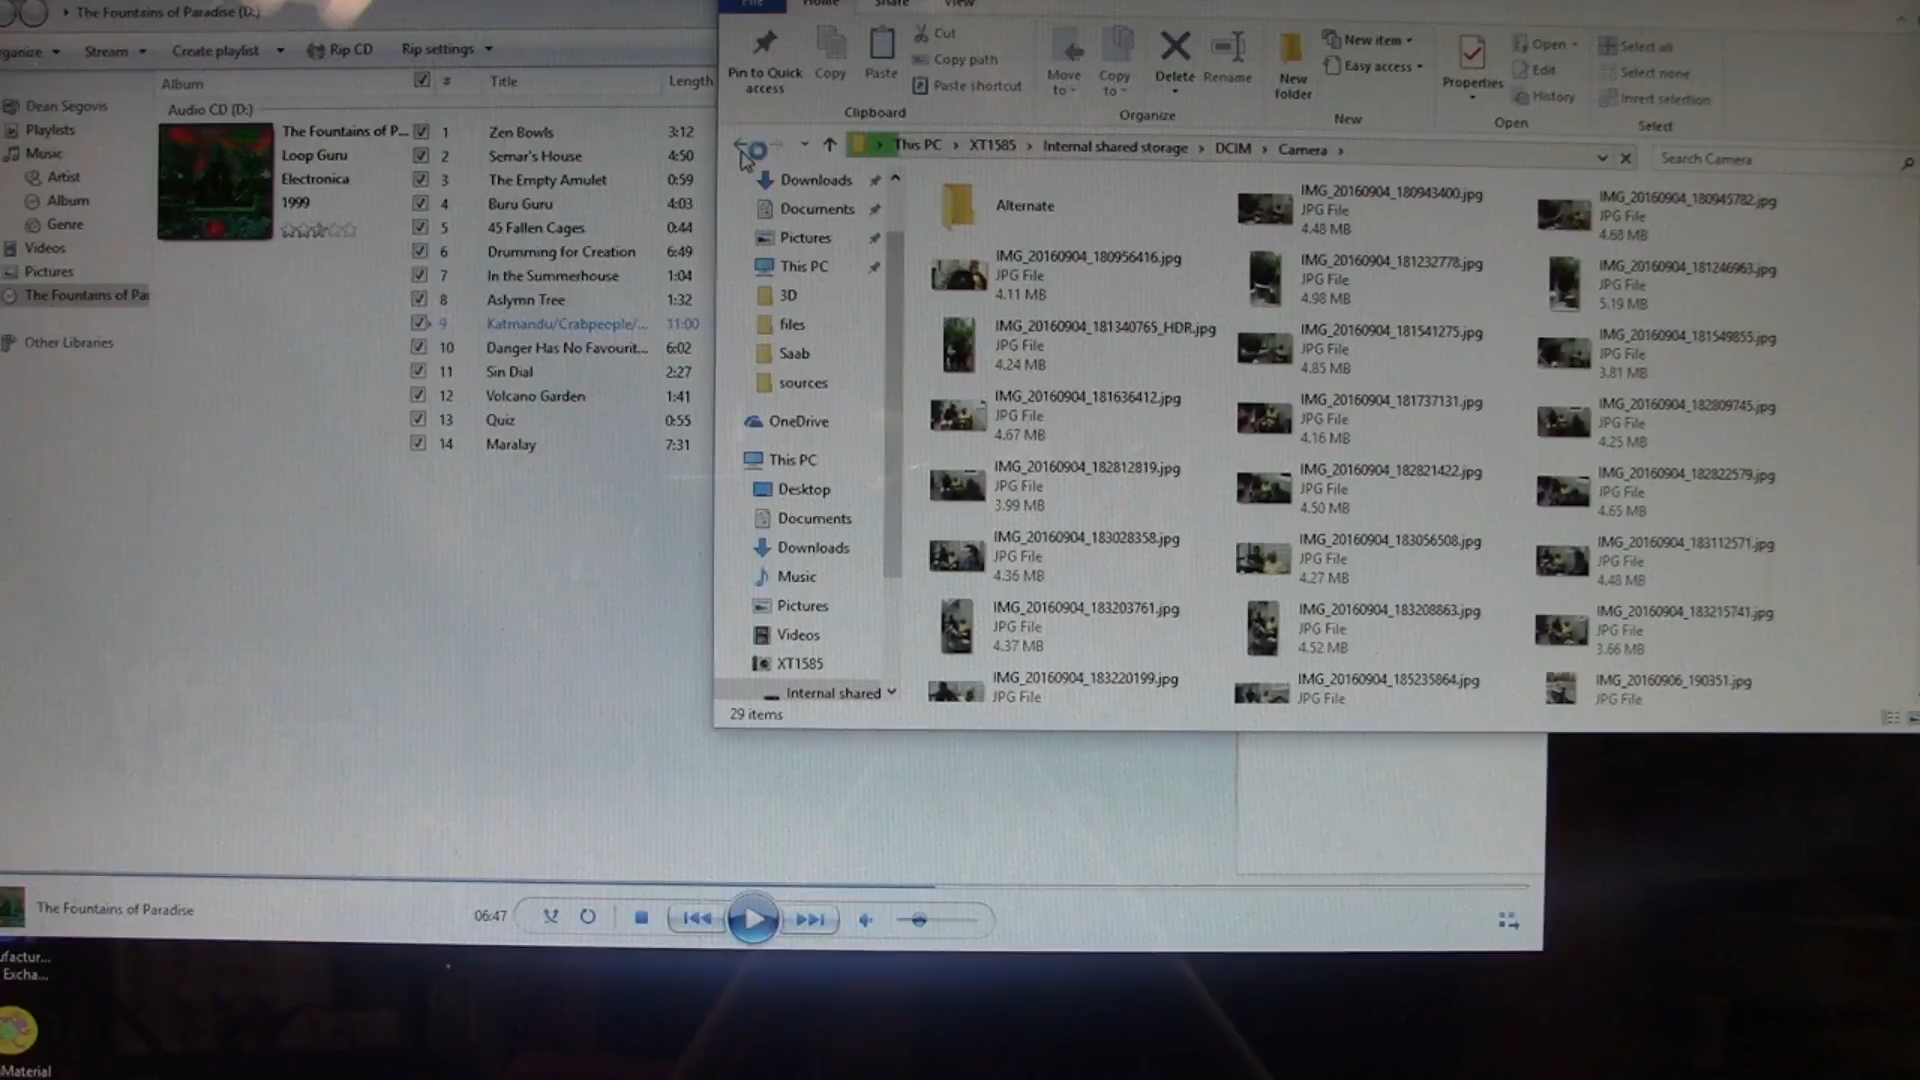 The Fountains of Paradise (D:)
Stream
Create playlist
Rip CD
Rip settings
Album
#
Title
Length
Audio CD (D:)
Dean Segovis
Playlists
Music
Artist
Album
Genre
Videos
Pictures
The Fountains of Pa
Other Libraries
The Fountains of P...
Loop Guru
Electronica
1999
1 Zen Bowls 3:12
2 Semar's House 4:50
3 The Empty Amulet 0:59
4 Buru Guru 4:03
5 45 Fallen Cages 0:44
6 Drumming for Creation 6:49
7 In the Summerhouse 1:04
8 Aslymn Tree 1:32
9 Katmandu/Crabpeople/... 11:00
10 Danger Has No Favourit... 6:02
11 Sin Dial 2:27
12 Volcano Garden 1:41
13 Quiz 0:55
14 Maralay 7:31
The Fountains of Paradise
06:47
File Home Share View
Pin to Quick access
Copy
Paste
Cut
Copy path
Paste shortcut
Clipboard
Move to
Copy to
Delete
Rename
Organize
New folder
New item
Easy access
New
Properties
Open
Edit
History
Open
Select all
Select none
Invert selection
Select
This PC > XT1585 > Internal shared storage > DCIM > Camera >
Search Camera
Downloads
Documents
Pictures
This PC
3D
files
Saab
sources
OneDrive
This PC
Desktop
Documents
Downloads
Music
Pictures
Videos
XT1585
Internal shared
29 items
Alternate
IMG_20160904_180943400.jpg
JPG File
4.48 MB
IMG_20160904_180945782.jpg
JPG File
4.68 MB
IMG_20160904_180956416.jpg
JPG File
4.11 MB
IMG_20160904_181232778.jpg
JPG File
4.98 MB
IMG_20160904_181246963.jpg
JPG File
5.19 MB
IMG_20160904_181340765_HDR.jpg
JPG File
4.24 MB
IMG_20160904_181541275.jpg
JPG File
4.85 MB
IMG_20160904_181549855.jpg
JPG File
3.81 MB
IMG_20160904_181636412.jpg
JPG File
4.67 MB
IMG_20160904_181737131.jpg
JPG File
4.16 MB
IMG_20160904_182809745.jpg
JPG File
4.25 MB
IMG_20160904_182812819.jpg
JPG File
3.99 MB
IMG_20160904_182821422.jpg
JPG File
4.50 MB
IMG_20160904_182822579.jpg
JPG File
4.65 MB
IMG_20160904_183028358.jpg
JPG File
4.36 MB
IMG_20160904_183056508.jpg
JPG File
4.27 MB
IMG_20160904_183112571.jpg
JPG File
4.48 MB
IMG_20160904_183203761.jpg
JPG File
4.37 MB
IMG_20160904_183208863.jpg
JPG File
4.52 MB
IMG_20160904_183215741.jpg
JPG File
3.66 MB
IMG_20160904_183220199.jpg
JPG File
IMG_20160904_185235864.jpg
JPG File
IMG_20160906_190351.jpg
JPG File
ufactur...
Excha...
Material